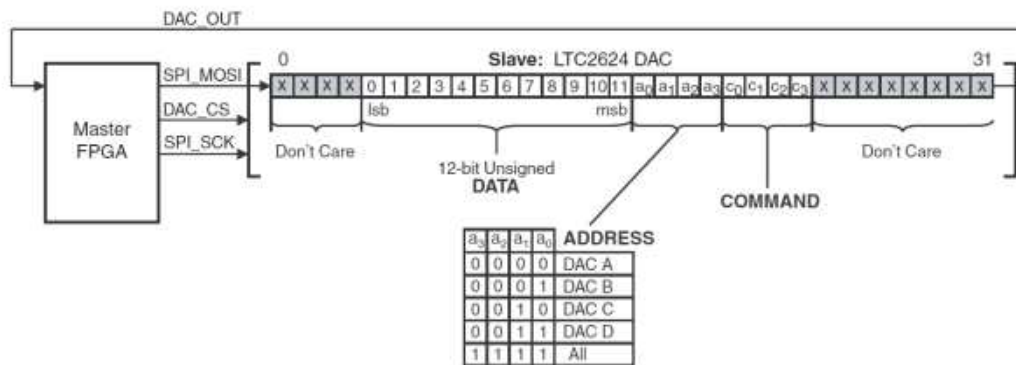 DAC_OUT
0 Slave: LTC2624 DAC 31
SPI_MOSI
X X X X 0 1 2 3 4 5 6 7 8 9 10 11 a0 a1 a2 a3 c0 c1 c2 c3 X X X X X X X X
lsb msb
DAC_CS
Master
FPGA
SPI_SCK
Don't Care
12-bit Unsigned
DATA
Don't Care
COMMAND
a3 a2 a1 a0 ADDRESS
0 0 0 0 DAC A
0 0 0 1 DAC B
0 0 1 0 DAC C
0 0 1 1 DAC D
1 1 1 1 All